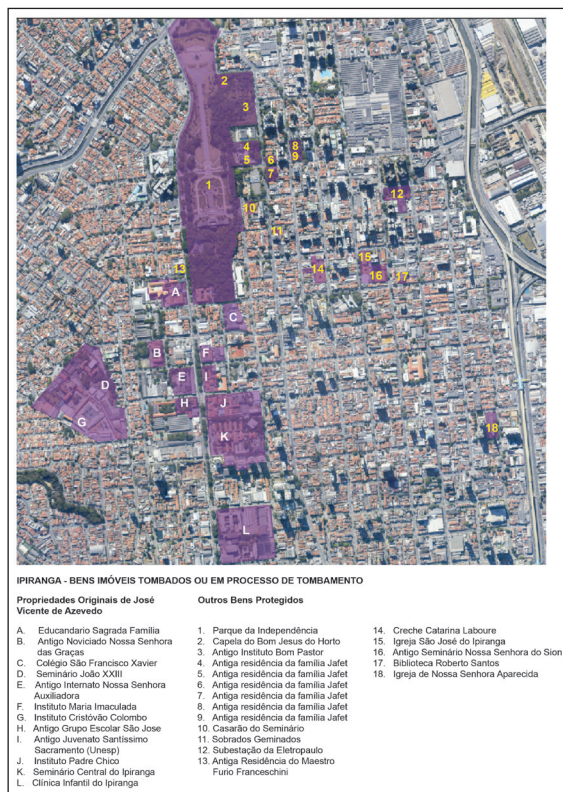 2
3
4
5
6
7
8
9
1
10
11
12
13
14
15
16
17
A
C
B
F
E
I
D
H
J
G
K
18
L
IPIRANGA - BENS IMÓVEIS TOMBADOS OU EM PROCESSO DE TOMBAMENTO
Propriedades Originais de José
Vicente de Azevedo
A. Educandario Sagrada Família
B. Antigo Noviciado Nossa Senhora
das Graças
C. Colégio São Francisco Xavier
D. Seminário João XXIII
E. Antigo Internato Nossa Senhora
Auxiliadora
F. Instituto Maria Imaculada
G. Instituto Cristóvão Colombo
H. Antigo Grupo Escolar São Jose
I. Antigo Juvenato Santíssimo
Sacramento (Unesp)
J. Instituto Padre Chico
K. Seminário Central do Ipiranga
L. Clínica Infantil do Ipiranga
Outros Bens Protegidos
1. Parque da Independência
2. Capela do Bom Jesus do Horto
3. Antigo Instituto Bom Pastor
4. Antiga residência da família Jafet
5. Antiga residência da família Jafet
6. Antiga residência da família Jafet
7. Antiga residência da família Jafet
8. Antiga residência da família Jafet
9. Antiga residência da família Jafet
10. Casarão do Seminário
11. Sobrados Geminados
12. Subestação da Eletropaulo
13. Antiga Residência do Maestro
Furio Franceschini
14. Creche Catarina Laboure
15. Igreja São José do Ipiranga
16. Antigo Seminário Nossa Senhora do Sion
17. Biblioteca Roberto Santos
18. Igreja de Nossa Senhora Aparecida